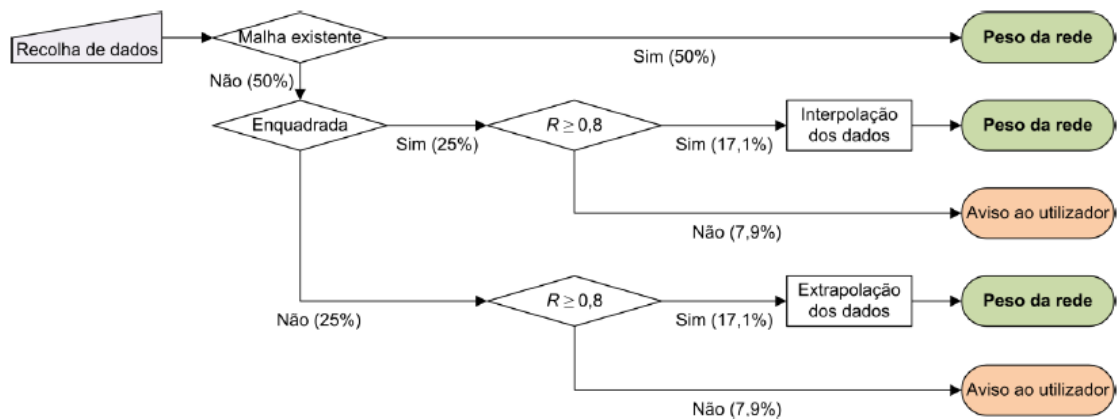 Recolha de dados
Malha existente
Sim (50%)
Peso da rede
Não (50%)
Enquadrada
Sim (25%)
R ≥ 0,8
Sim (17,1%)
Interpolação
dos dados
Peso da rede
Não (7,9%)
Aviso ao utilizador
Não (25%)
R ≥ 0,8
Sim (17,1%)
Extrapolação
dos dados
Peso da rede
Não (7,9%)
Aviso ao utilizador